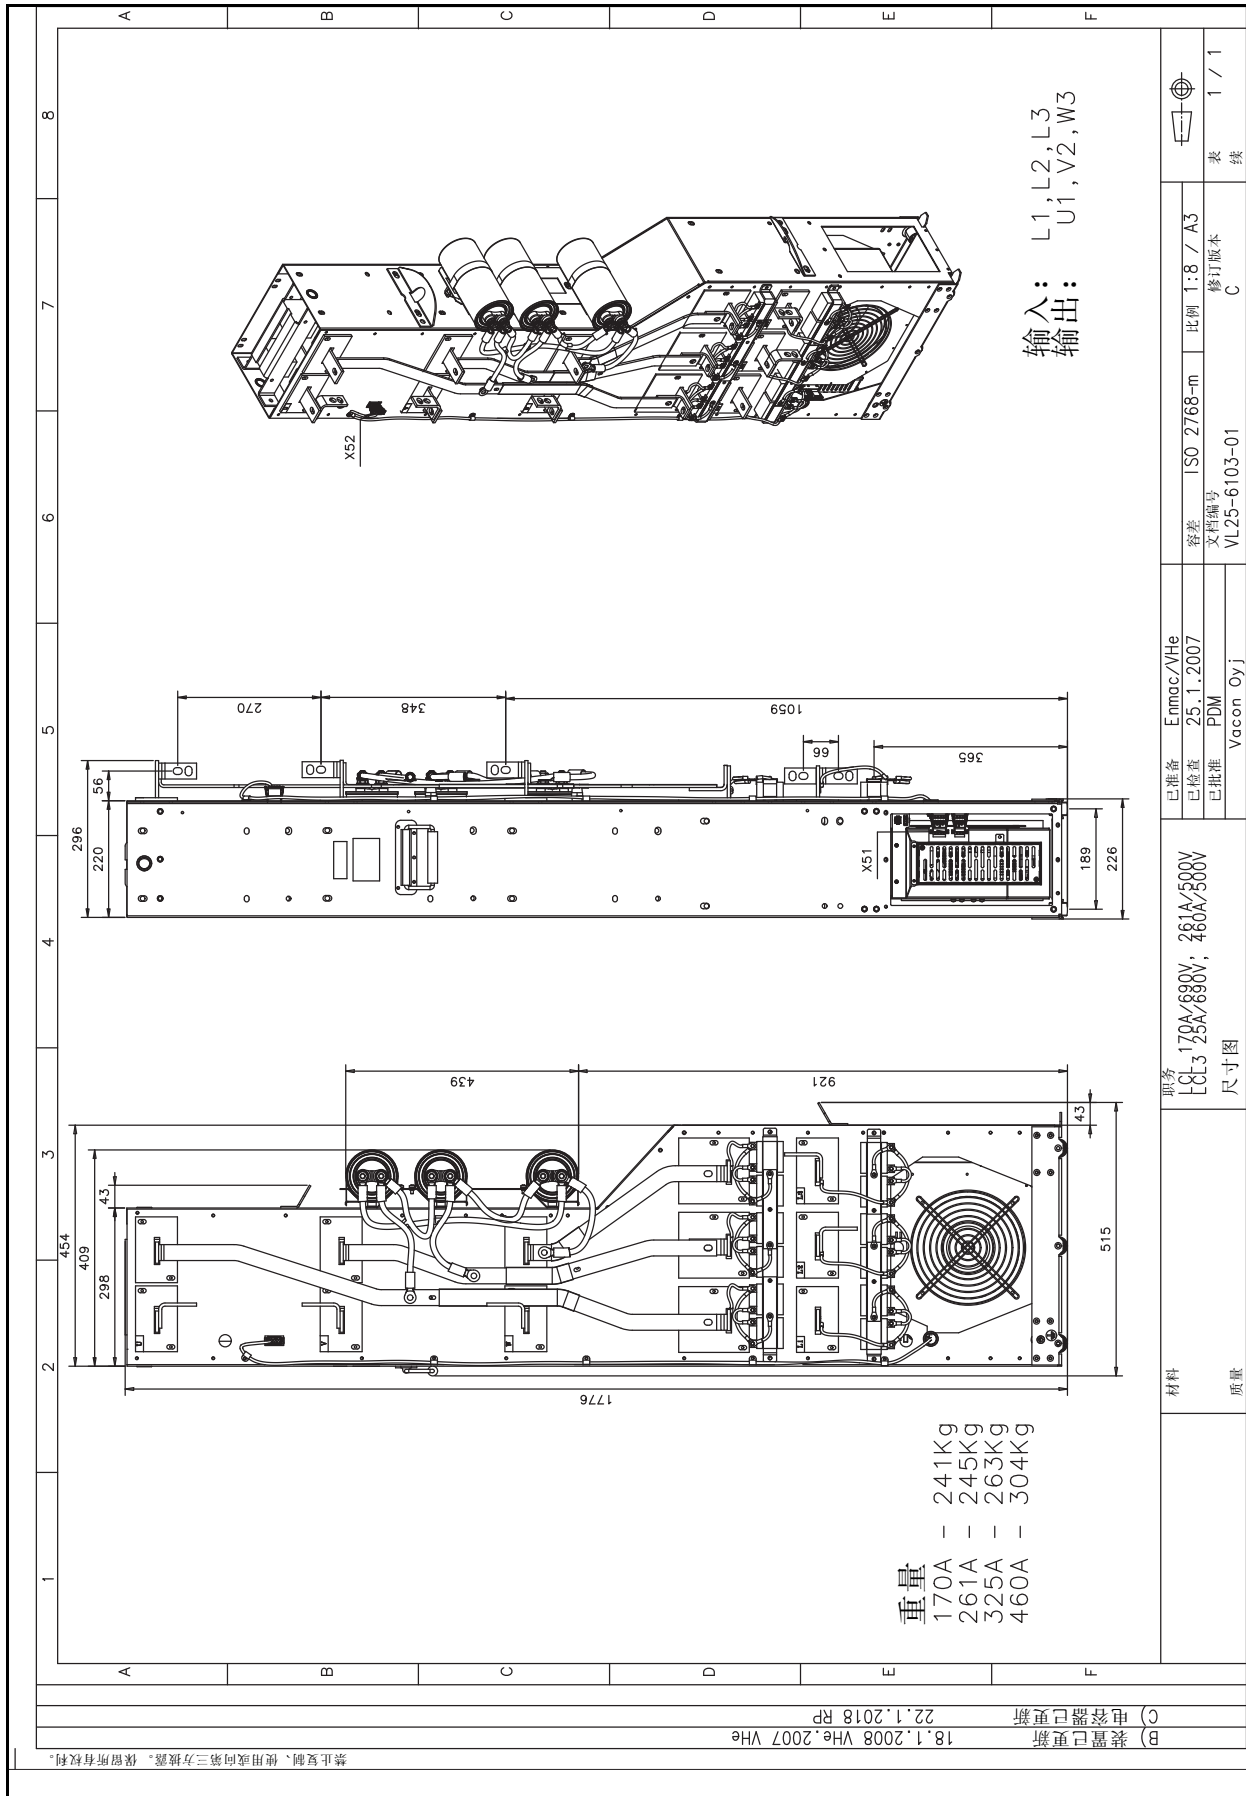 1
2
3
4
5
6
7
8
A
B
C
D
E
F
A
B
C
D
E
F
1776
298
409
454
43
439
921
43
515
U
V
W
L1
L2
L3
296
220
56
270
348
1059
66
365
189
226
X51
X52
输入: L1,L2,L3
输出: U1,V2,W3
重量
170A - 241Kg
261A - 245Kg
325A - 263Kg
460A - 304Kg
材料
质量
职务
LCL 170A/690V, 261A/500V
LCL3 25A/690V, 460A/500V
尺寸图
已准备 Enmac/VHe
已检查 25.1.2007
已批准 PDM
Vacon Oyj
容差 ISO 2768-m
比例 1:8 / A3
文档编号
VL25-6103-01
修订版本
C
表 1 / 1
续
C) 电容器已更新 22.1.2018 RP
B) 装置已更新 18.1.2008 VHe.2007 VHe
禁止复制、使用或向第三方披露。保留所有权利。